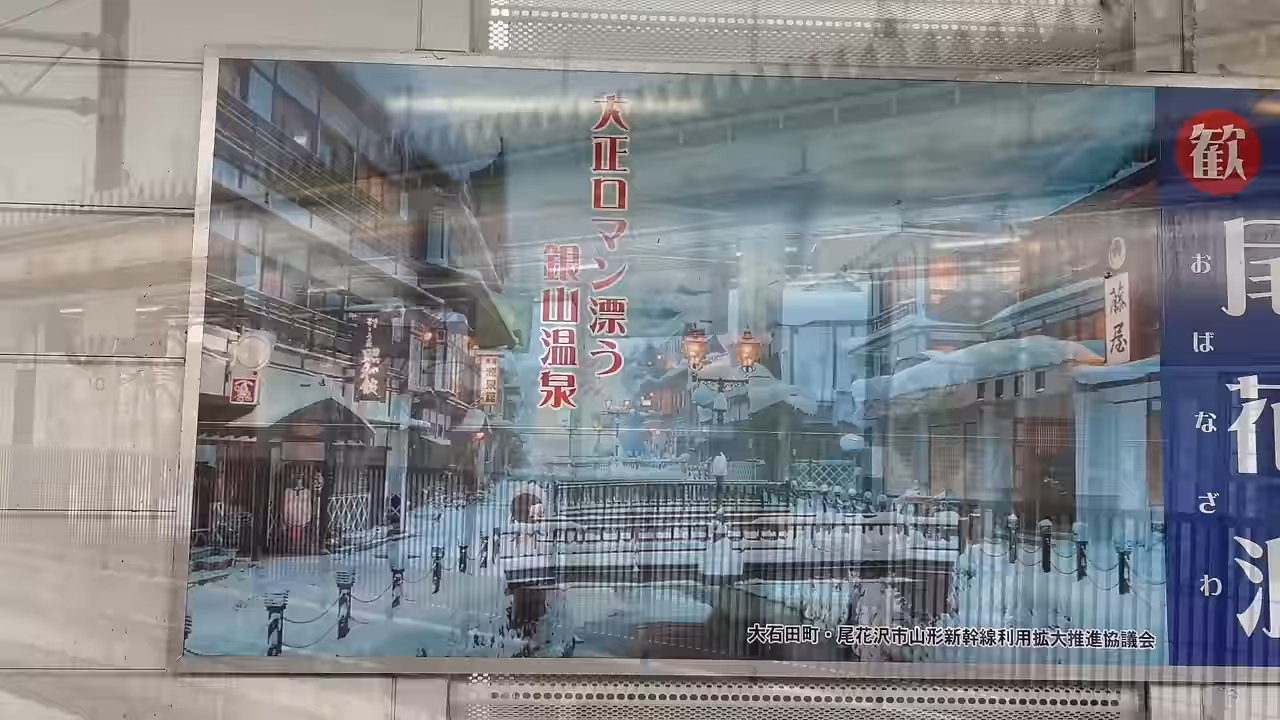 大正ロマン漂う
銀山温泉
藤屋
大石田町・尾花沢市山形新幹線利用拡大推進協議会
歓
尾花沢
おばなざわ